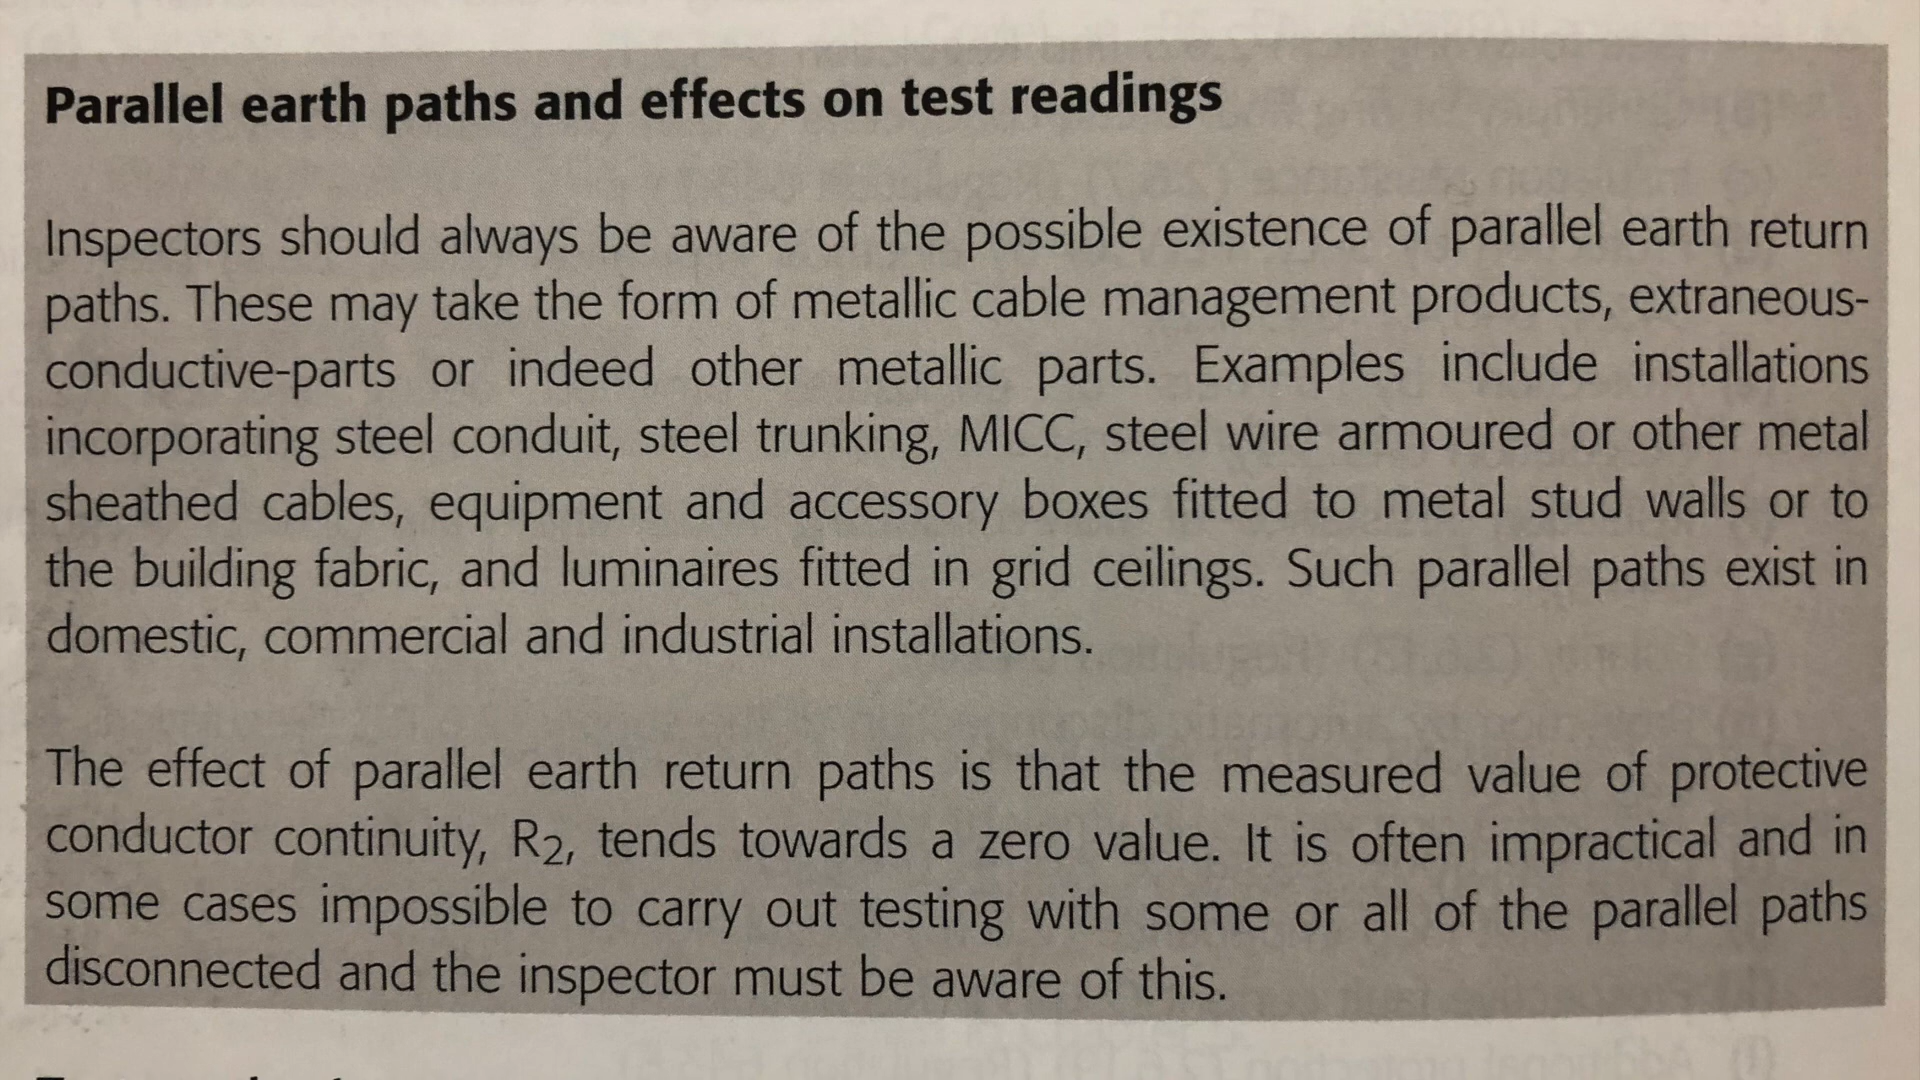 Parallel earth paths and effects on test readings
Inspectors should always be aware of the possible existence of parallel earth return
paths. These may take the form of metallic cable management products, extraneous-
conductive-parts or indeed other metallic parts. Examples include installations
incorporating steel conduit, steel trunking, MICC, steel wire armoured or other metal
sheathed cables, equipment and accessory boxes fitted to metal stud walls or to
the building fabric, and luminaires fitted in grid ceilings. Such parallel paths exist in
domestic, commercial and industrial installations.
The effect of parallel earth return paths is that the measured value of protective
conductor continuity, R2, tends towards a zero value. It is often impractical and in
some cases impossible to carry out testing with some or all of the parallel paths
disconnected and the inspector must be aware of this.